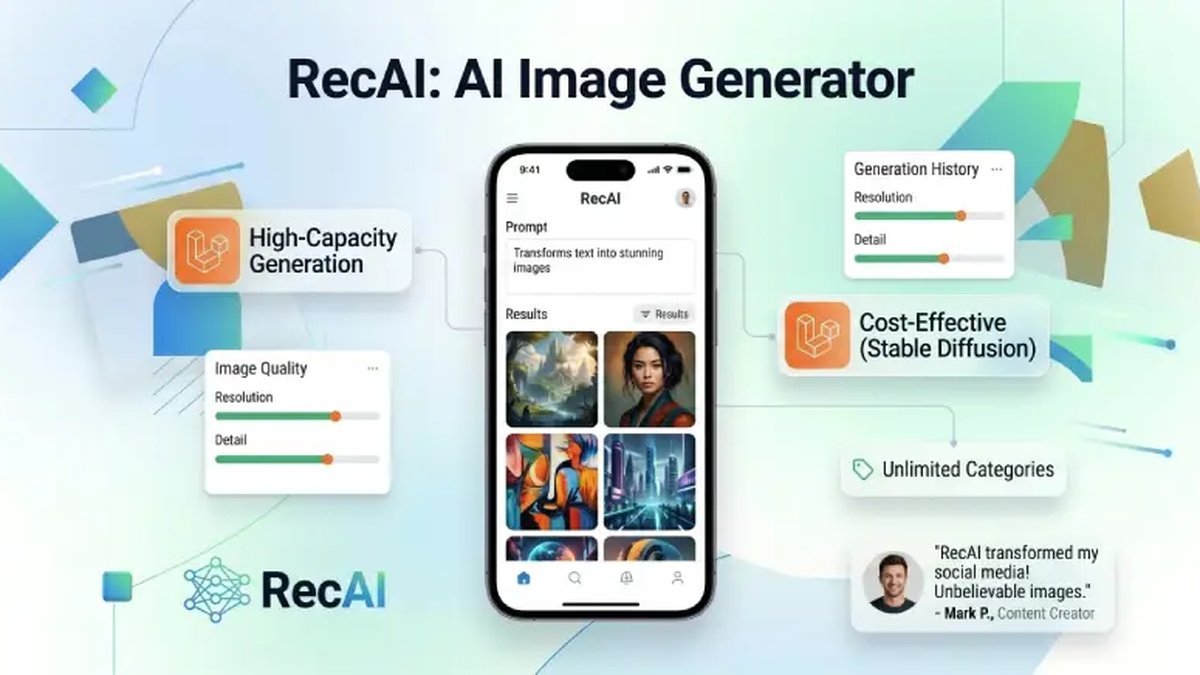 RecAI: AI Image Generator
High-Capacity
Generation
Image Quality
Resolution
Detail
RecAI
9:41
RecAI
Prompt
Transforms text into stunning
images
Results
Results
Generation History
Resolution
Detail
Cost-Effective
(Stable Diffusion)
Unlimited Categories
"RecAI transformed my
social media!
Unbelievable images."
- Mark P., Content Creator